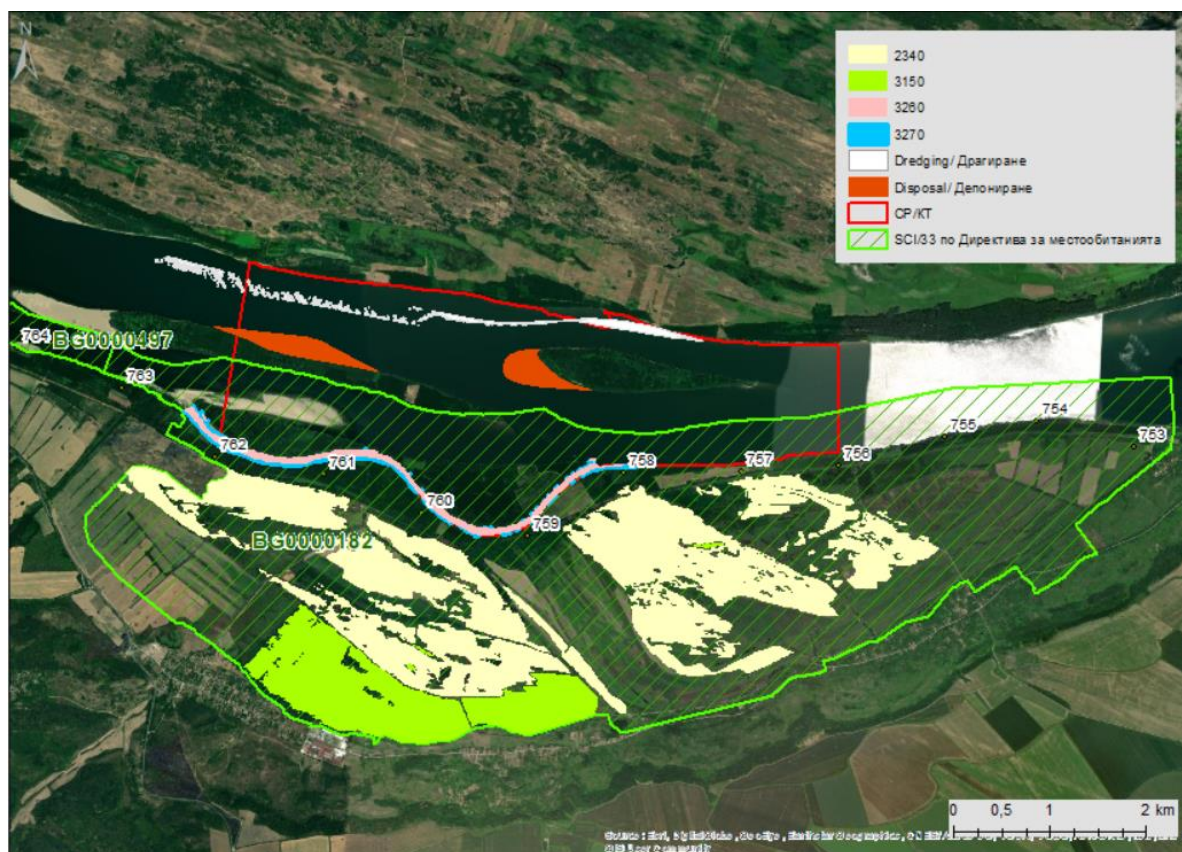 N
2340
3150
3260
3270
Dredging/ Драгиране
Disposal/ Депониране
CP/KT
SCI/ЗЗ по Директива за местообитанията
764
BG0000497
763
762
761
760
759
758
757
756
755
754
753
BG0000182
0 0,5 1 2 km